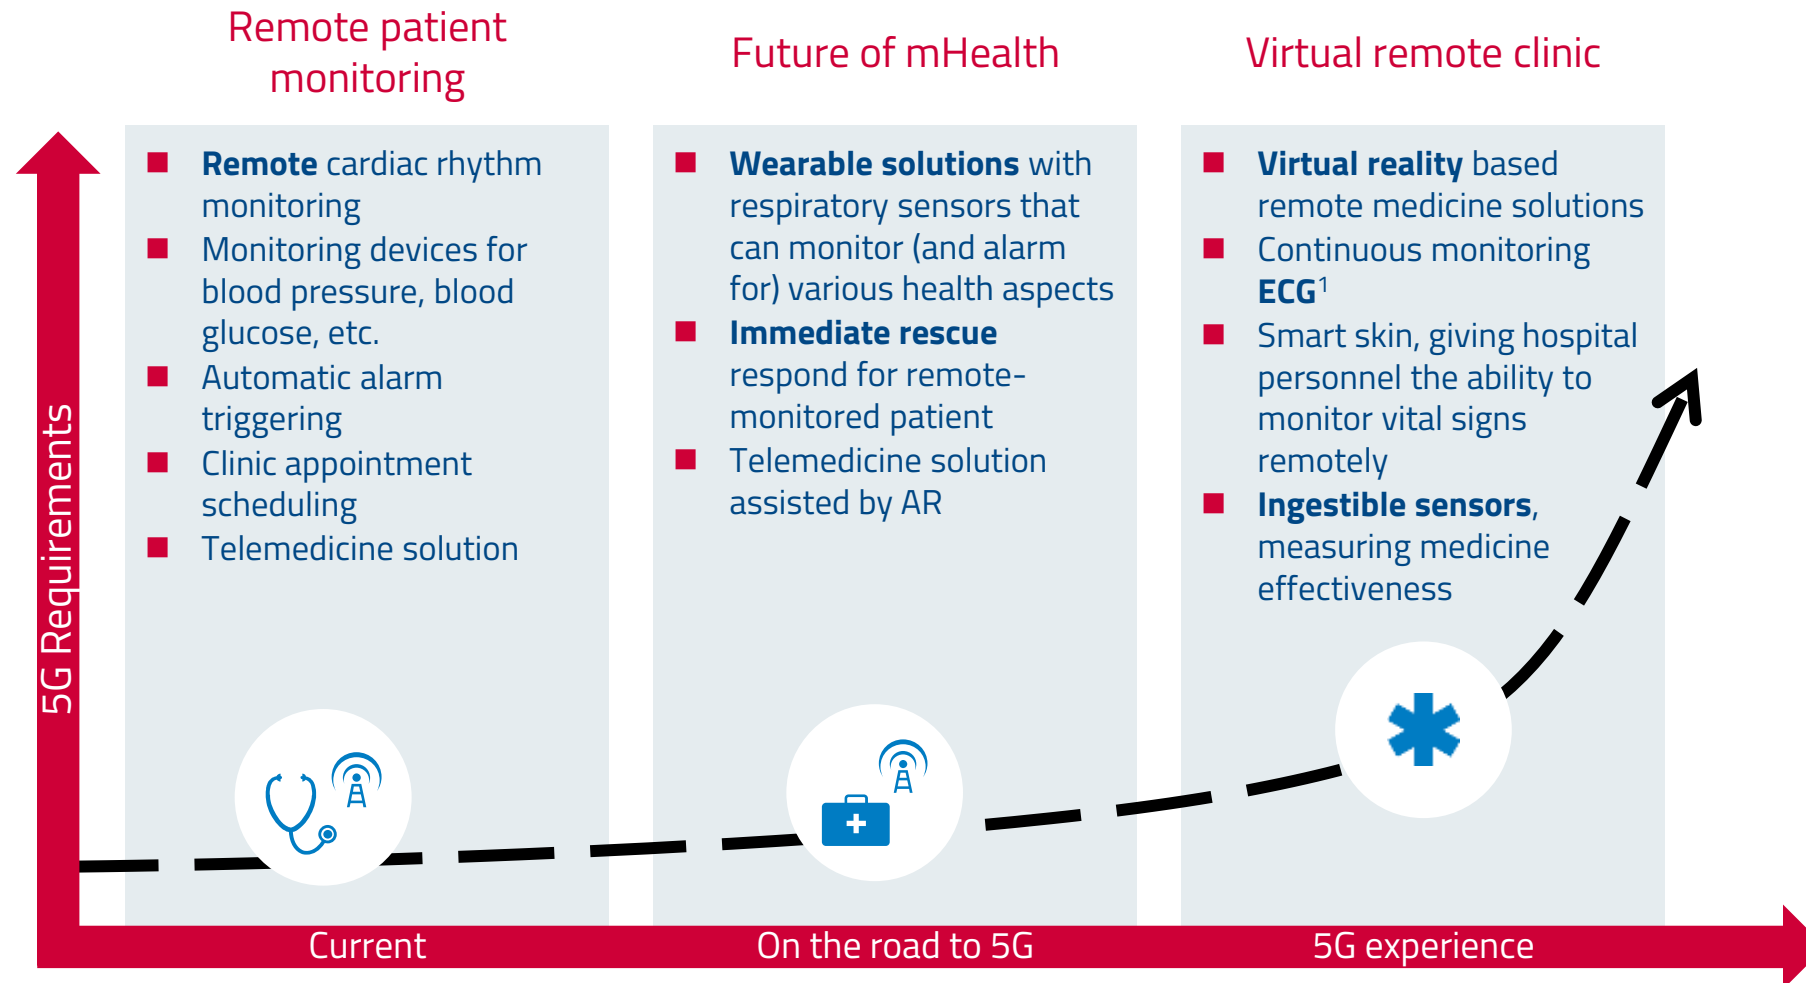 Remote patient
monitoring
Future of mHealth
Virtual remote clinic
5G Requirements
Remote cardiac rhythm
monitoring
Monitoring devices for
blood pressure, blood
glucose, etc.
Automatic alarm
triggering
Clinic appointment
scheduling
Telemedicine solution
Wearable solutions with
respiratory sensors that
can monitor (and alarm
for) various health aspects
Immediate rescue
respond for remote-
monitored patient
Telemedicine solution
assisted by AR
Virtual reality based
remote medicine solutions
Continuous monitoring
ECG¹
Smart skin, giving hospital
personnel the ability to
monitor vital signs
remotely
Ingestible sensors,
measuring medicine
effectiveness
Current
On the road to 5G
5G experience